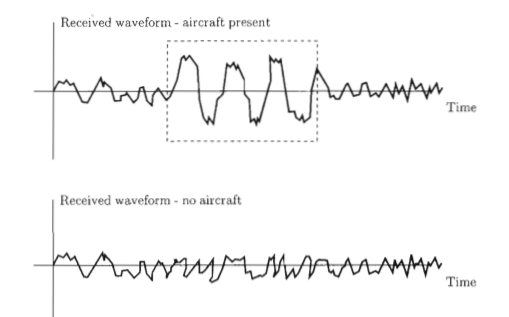 Received waveform - aircraft present
Time
Received waveform - no aircraft
Time